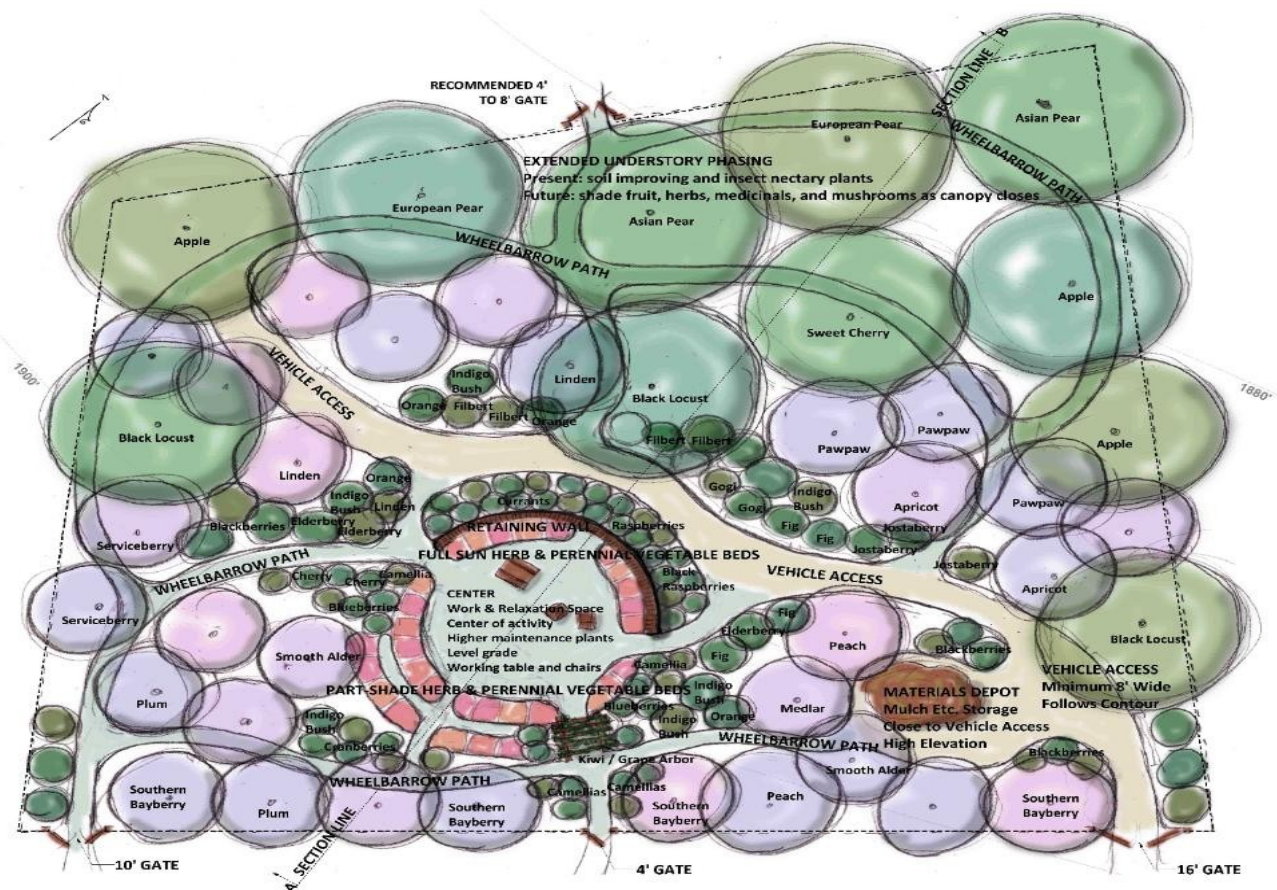 RECOMMENDED 4'
TO 8' GATE
SECTION LINE
B
Asian Pear
European Pear
WHEELBARROW PATH
EXTENDED UNDERSTORY PHASING
Present: soil improving and insect nectary plants
Future: shade fruit, herbs, medicinals, and mushrooms as canopy closes
European Pear
Asian Pear
Apple
WHEELBARROW PATH
Apple
Sweet Cherry
1900'
1880'
VEHICLE ACCESS
Indigo
Bush
Linden
Orange
Filbert
Filbert
Orange
Black Locust
Black Locust
Filbert
Filbert
Pawpaw
Pawpaw
Apple
Linden
Orange
Indigo
Bush
Linden
Gogi
Indigo
Bush
Gogi
Apricot
Pawpaw
Currants
Blackberries
Elderberry
Elderberry
RETAINING WALL
Raspberries
Fig
Fig
Jostaberry
Jostaberry
Serviceberry
FULL SUN HERB & PERENNIAL VEGETABLE BEDS
WHEELBARROW PATH
Cherry
Cherry
Camellia
Black
Raspberries
VEHICLE ACCESS
Jostaberry
Apricot
Serviceberry
Blueberries
CENTER
Work & Relaxation Space
Center of activity
Higher maintenance plants
Level grade
Working table and chairs
Fig
Elderberry
Fig
Peach
Blackberries
Black Locust
Smooth Alder
Camellia
VEHICLE ACCESS
Minimum 8' Wide
Follows Contour
PART-SHADE HERB & PERENNIAL VEGETABLE BEDS
Plum
Blueberries
Indigo
Bush
Indigo
Bush
Orange
Medlar
MATERIALS DEPOT
Mulch Etc. Storage
Close to Vehicle Access
High Elevation
Indigo
Bush
Cranberries
WHEELBARROW PATH
Kiwi / Grape Arbor
Smooth Alder
Blackberries
WHEELBARROW PATH
Southern
Bayberry
Plum
Southern
Bayberry
Camellias
Camellias
Southern
Bayberry
Peach
Southern
Bayberry
A
SECTION LINE
10' GATE
4' GATE
16' GATE